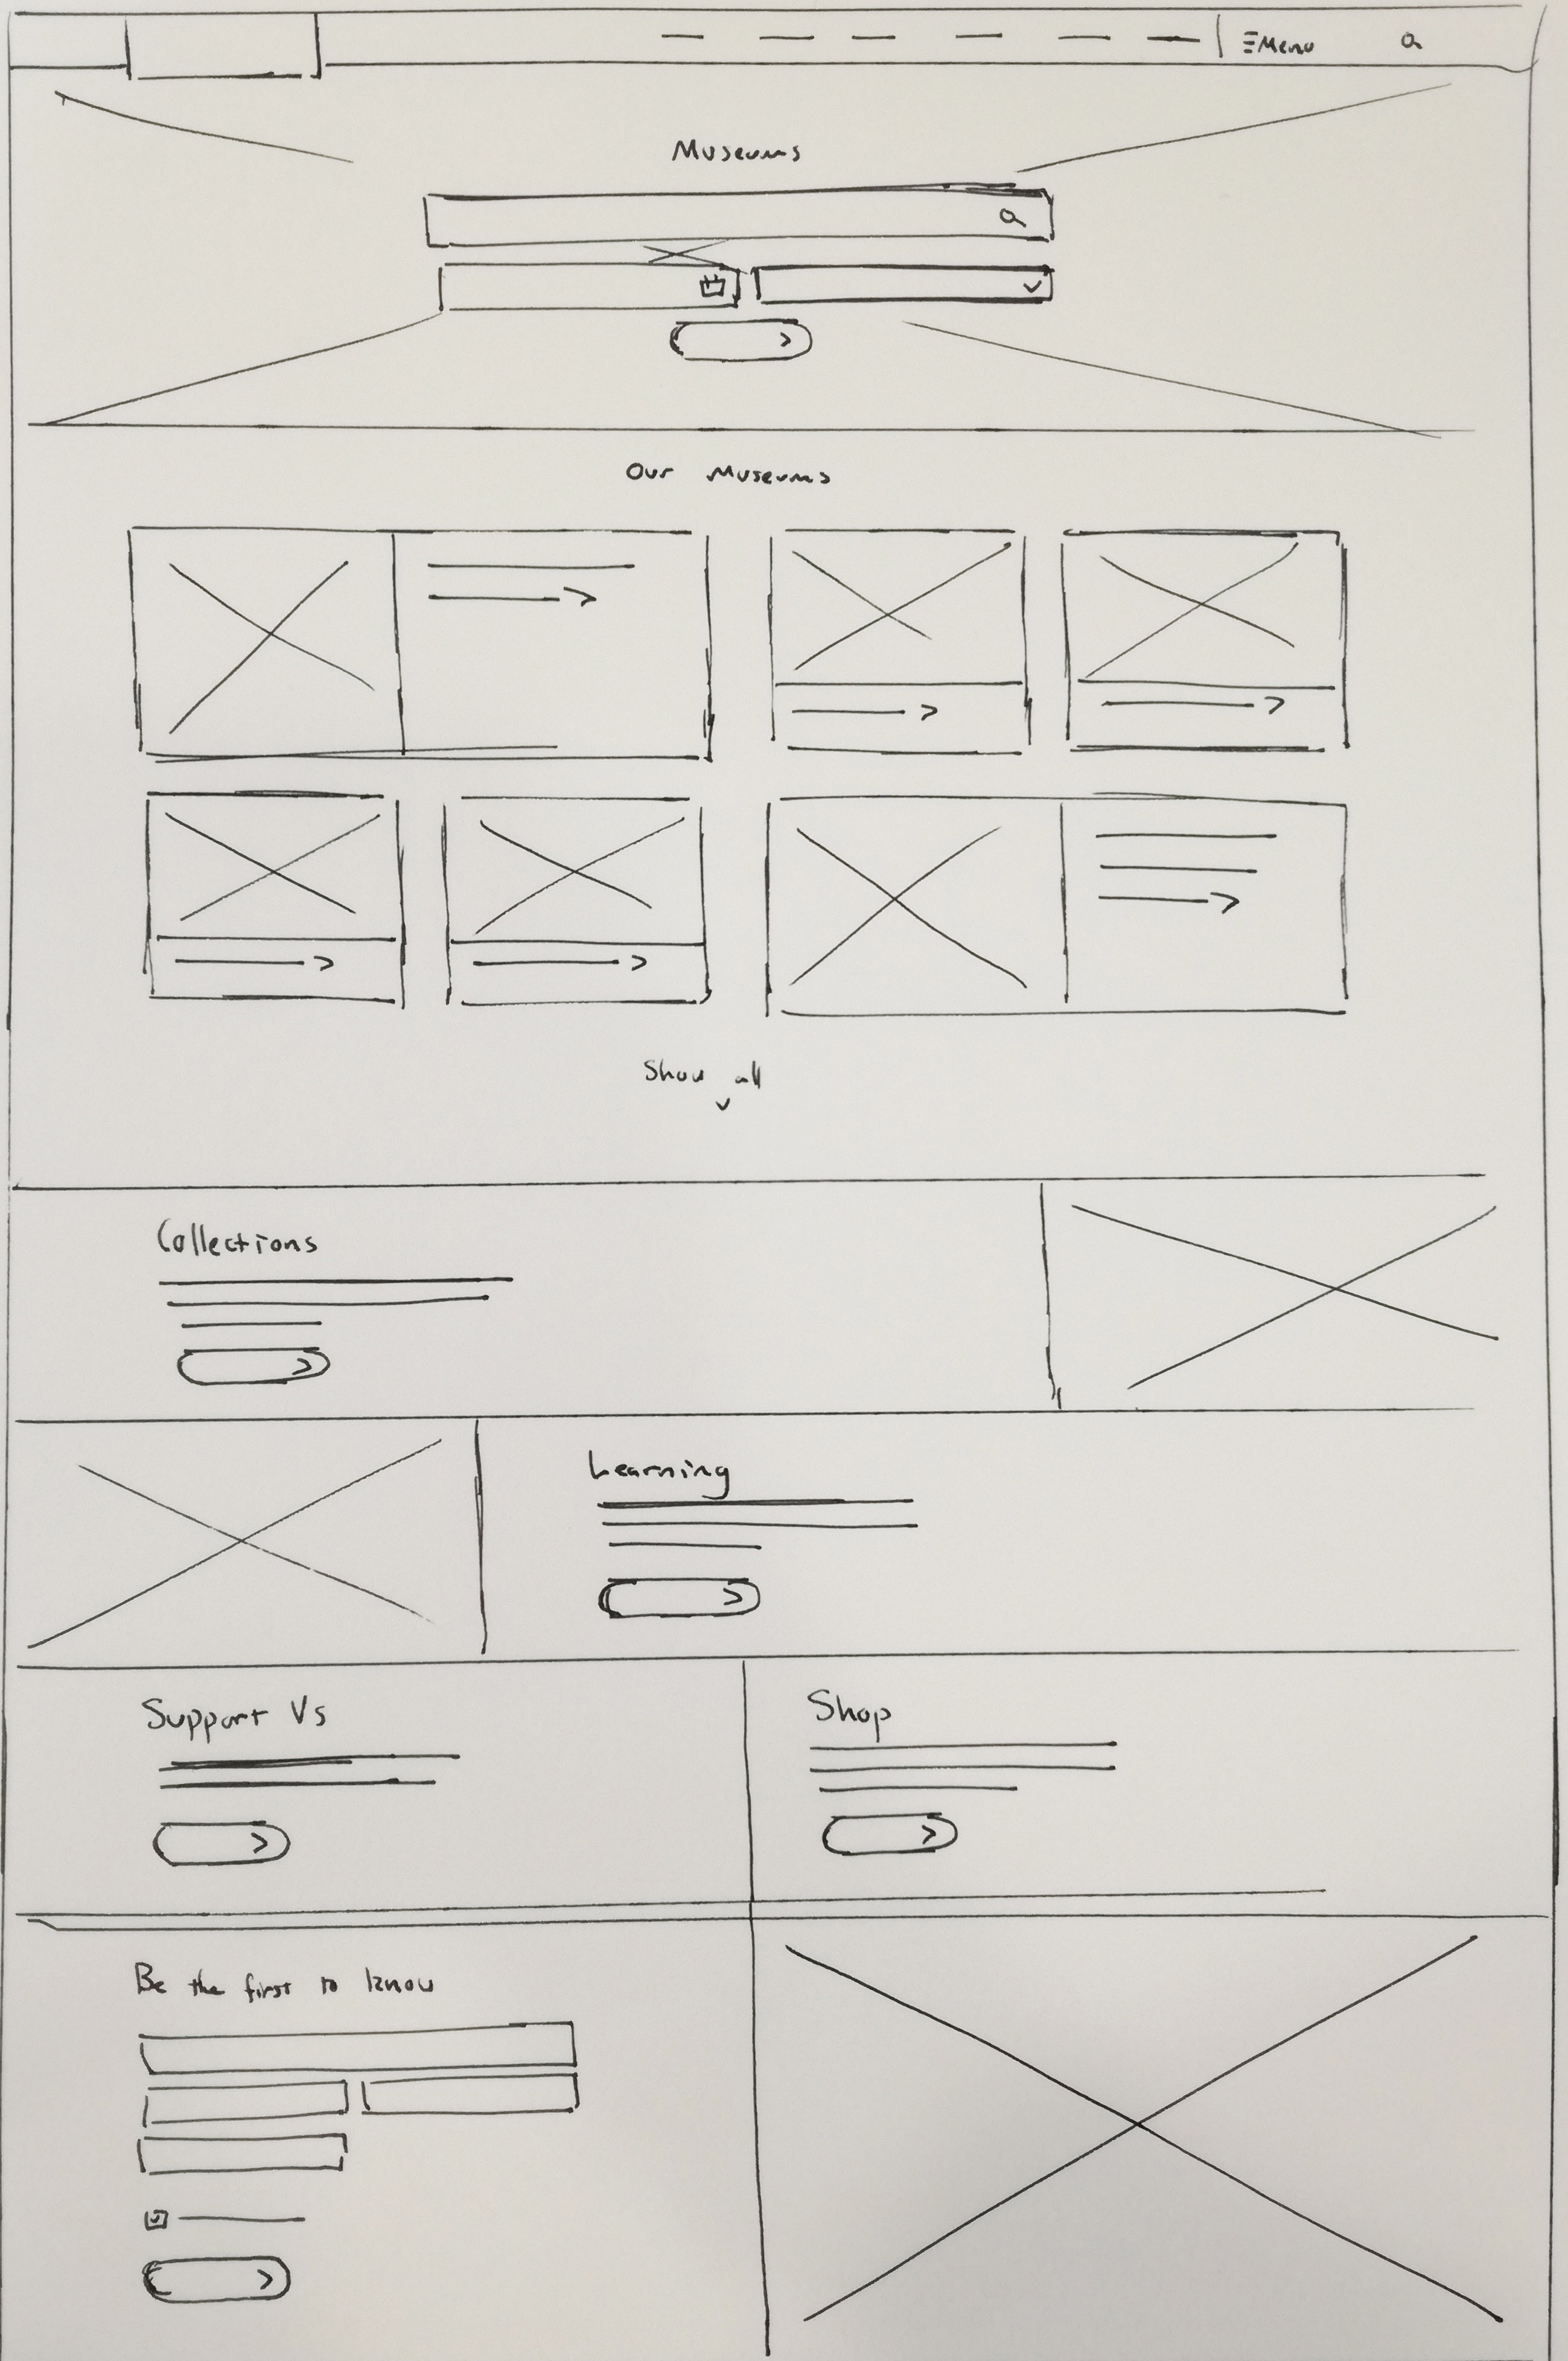 Menu
Museums
Our Museums
Show all
Collections
Learning
Support Us
Shop
Be the first to know